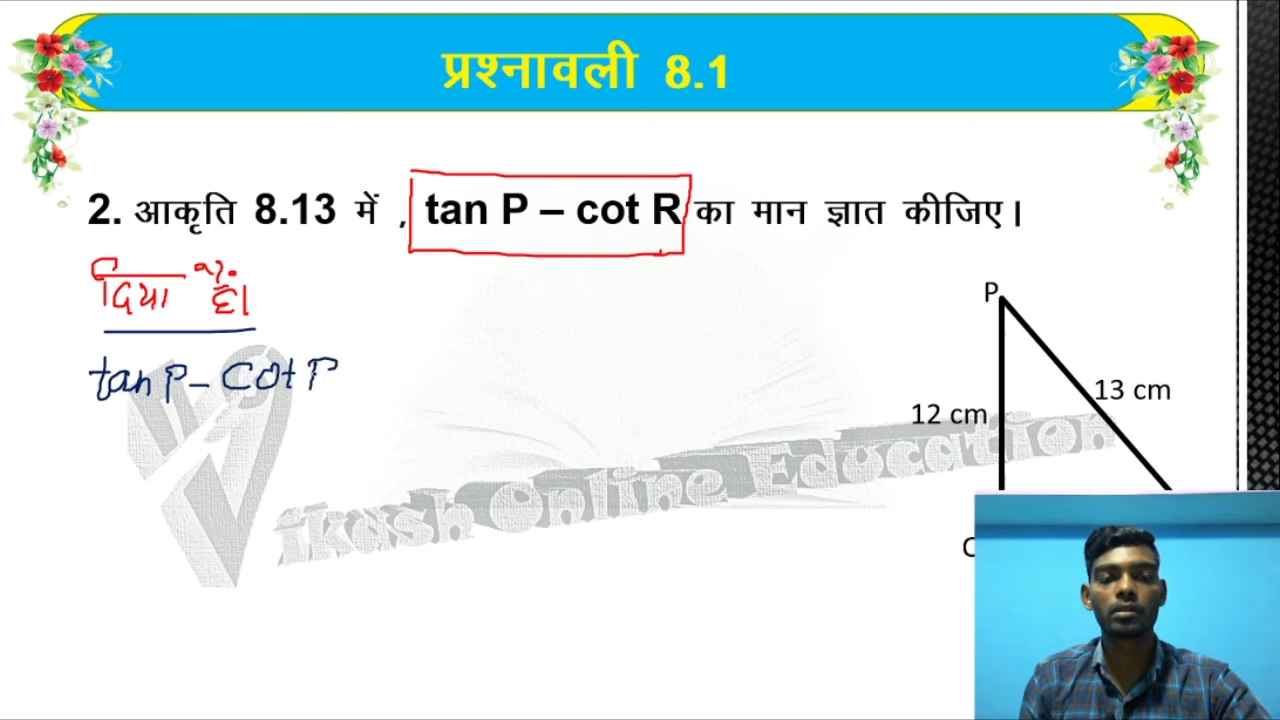 प्रश्नावली 8.1
2. आकृति 8.13 में , tan P – cot R का मान ज्ञात कीजिए।
दिया है।
tan P – cot P
P
13 cm
12 cm
Vikash Online Education